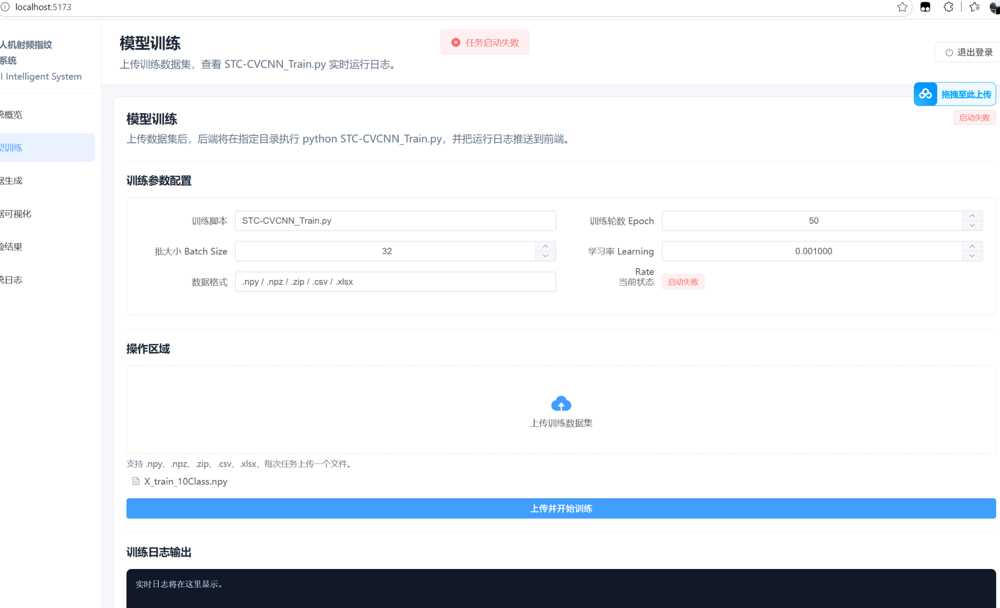 localhost:5173
人机射频指纹
系统
I Intelligent System
统概览
型训练
据生成
据可视化
验结果
统日志
模型训练
上传训练数据集，查看 STC-CVCNN_Train.py 实时运行日志。
任务启动失败
退出登录
拖拽至此上传
模型训练
启动失败
上传数据集后，后端将在指定目录执行 python STC-CVCNN_Train.py，并把运行日志推送到前端。
训练参数配置
训练脚本 STC-CVCNN_Train.py
训练轮数 Epoch 50
批大小 Batch Size 32
学习率 Learning Rate 0.001000
数据格式 .npy / .npz / .zip / .csv / .xlsx
当前状态 启动失败
操作区域
上传训练数据集
支持 .npy、.npz、.zip、.csv、.xlsx，每次任务上传一个文件。
X_train_10Class.npy
上传并开始训练
训练日志输出
实时日志将在这里显示。